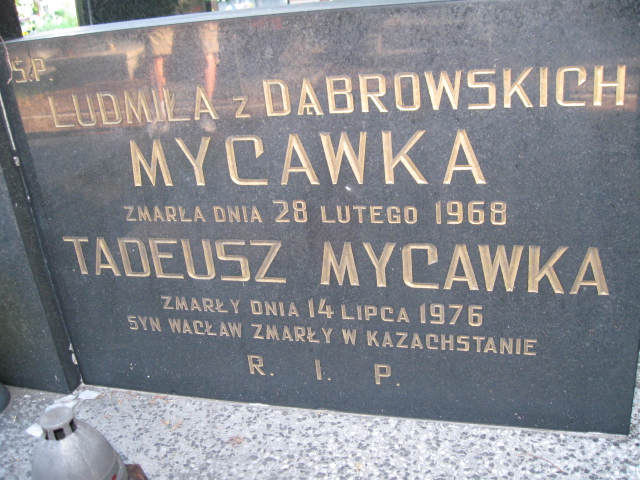 Ś.P.
LUDMIŁA z DĄBROWSKICH
MYCAWKA
ZMARŁA DNIA 28 LUTEGO 1968
TADEUSZ MYCAWKA
ZMARŁY DNIA 14 LIPCA 1976
SYN WACŁAW ZMARŁY W KAZACHSTANIE
R. I. P.